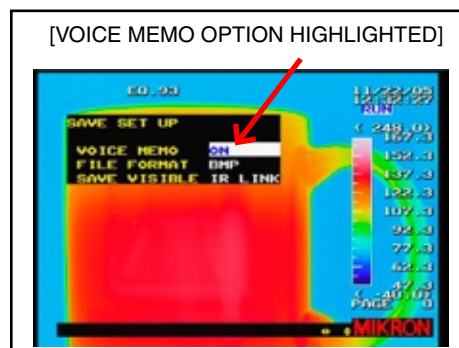 [VOICE MEMO OPTION HIGHLIGHTED]
E0.93
11/22/05
RUN
SAVE SET UP
VOICE MEMO ON
FILE FORMAT BMP
SAVE VISIBLE IR LINK
< 248.0>
167.3
152.3
137.3
122.3
107.3
92.3
77.3
62.3
47.3
< -40.0>
PAGE 0
MIKRON